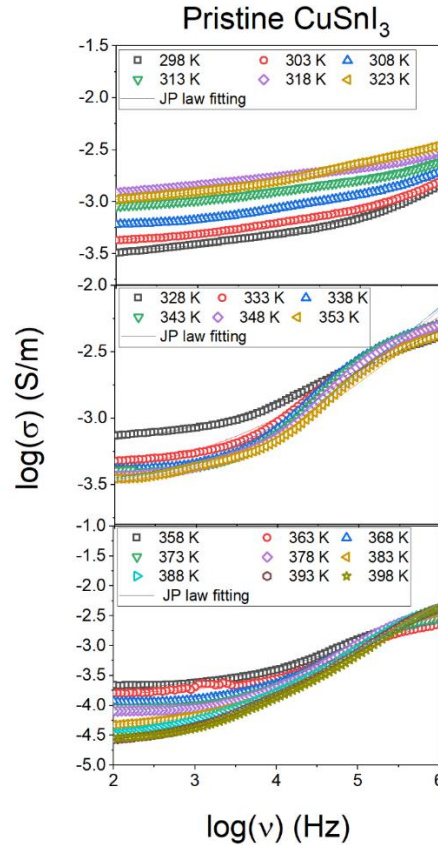 Pristine CuSnI₃
-1.5
298 K 303 K 308 K
313 K 318 K 323 K
JP law fitting
-2.0
-2.5
-3.0
-3.5
-2.0
328 K 333 K 338 K
343 K 348 K 353 K
JP law fitting
-2.5
-3.0
-3.5
log(σ) (S/m)
-1.0
358 K 363 K 368 K
373 K 378 K 383 K
388 K 393 K 398 K
JP law fitting
-1.5
-2.0
-2.5
-3.0
-3.5
-4.0
-4.5
-5.0
2 3 4 5 6
log(ν) (Hz)